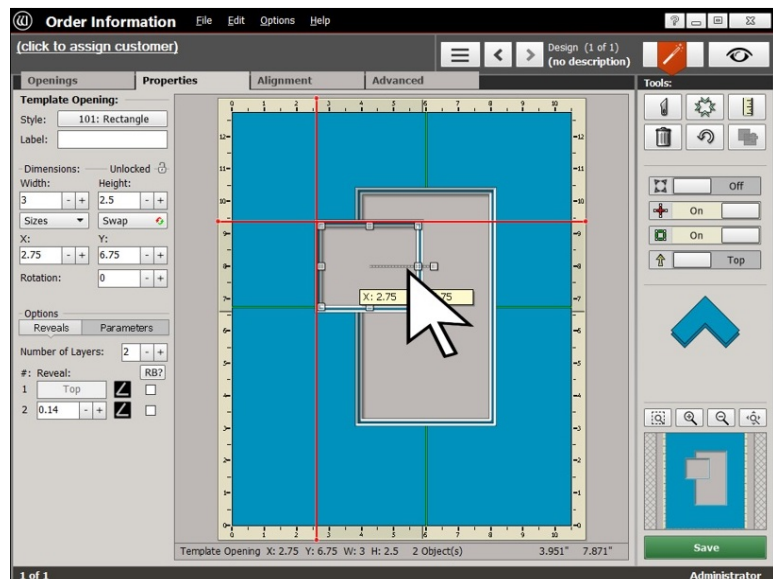 Order Information File Edit Options Help
(click to assign customer)
Design (1 of 1)
(no description)
Openings Properties Alignment Advanced
Template Opening:
Style: 101: Rectangle
Label:
Dimensions: Unlocked
Width: Height:
3 - + 2.5 - +
Sizes Swap
X: Y:
2.75 - + 6.75 - +
Rotation: 0 - +
Options
Reveals Parameters
Number of Layers: 2 - +
#: Reveal: RB?
1 Top
2 0.14 - +
X: 2.75
Tools:
Off
On
On
Top
Save
Template Opening X: 2.75 Y: 6.75 W: 3 H: 2.5 2 Object(s) 3.951" 7.871"
1 of 1 Administrator